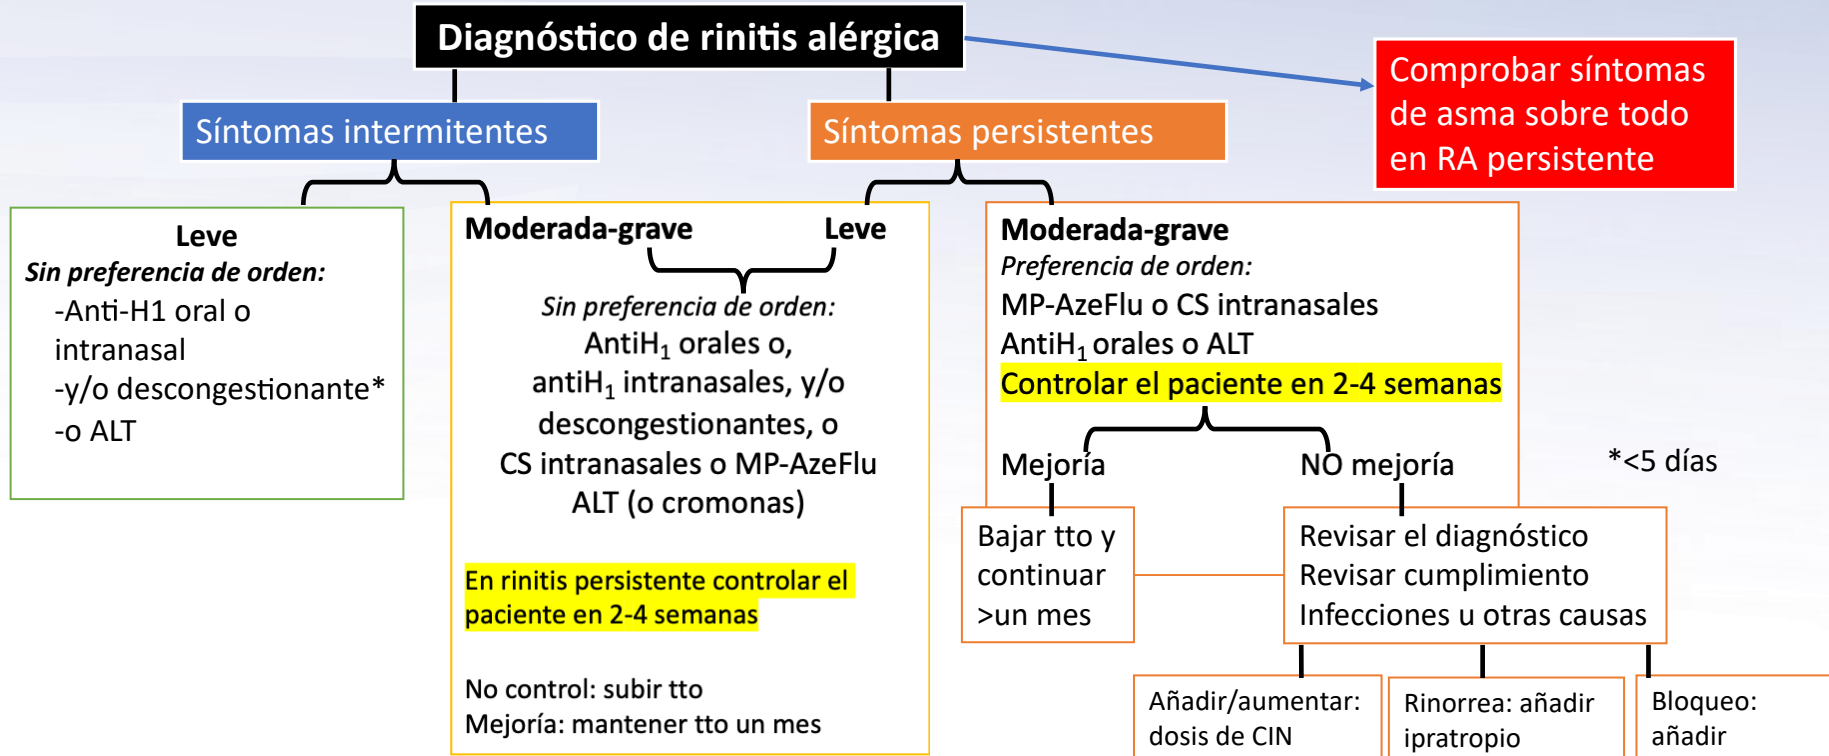 Diagnóstico de rinitis alérgica
Comprobar síntomas
de asma sobre todo
en RA persistente
Síntomas intermitentes
Síntomas persistentes
Leve
Sin preferencia de orden:
-Anti-H1 oral o
intranasal
-y/o descongestionante*
-o ALT
Moderada-grave
Leve
Sin preferencia de orden:
AntiH₁ orales o,
antiH₁ intranasales, y/o
descongestionantes, o
CS intranasales o MP-AzeFlu
ALT (o cromonas)
En rinitis persistente controlar el
paciente en 2-4 semanas
No control: subir tto
Mejoría: mantener tto un mes
Moderada-grave
Preferencia de orden:
MP-AzeFlu o CS intranasales
AntiH₁ orales o ALT
Controlar el paciente en 2-4 semanas
Mejoría
NO mejoría
*<5 días
Bajar tto y
continuar
>un mes
Revisar el diagnóstico
Revisar cumplimiento
Infecciones u otras causas
Añadir/aumentar:
dosis de CIN
Rinorrea: añadir
ipratropio
Bloqueo:
añadir